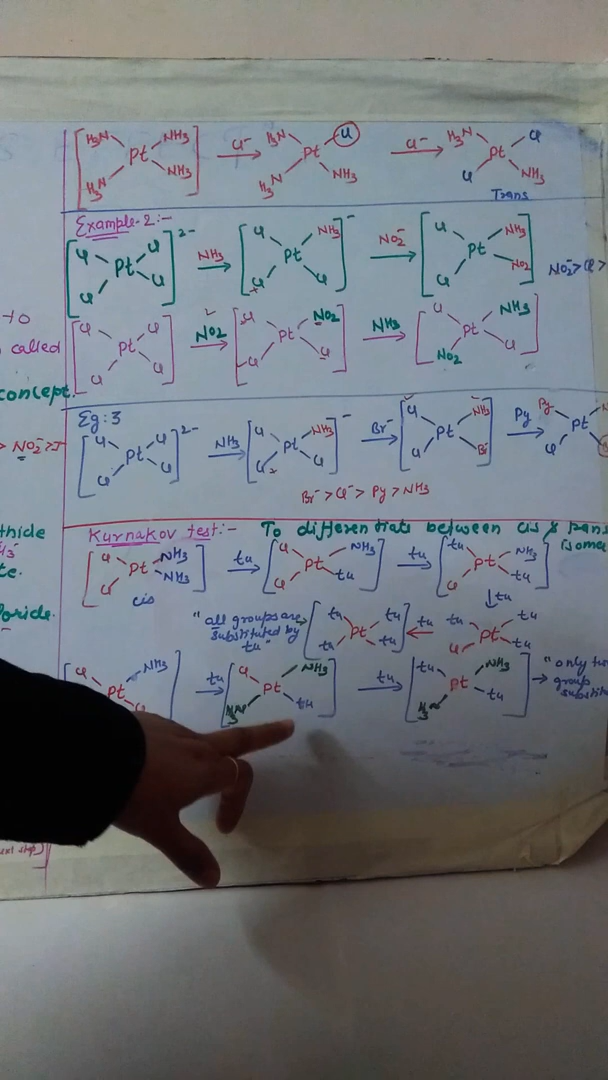 H₃N NH₃ Pt H₃N NH₃ Cl⁻ → H₃N Cl Pt H₃N NH₃ Cl⁻ → H₃N Cl Pt Cl NH₃
Trans
Example-2:-
[Cl Cl Pt Cl Cl]²⁻ NH₃ → [Cl NH₃ Pt Cl Cl]⁻ NO₂⁻ → [Cl NH₃ Pt Cl NO₂]
NO₂⁻ > Cl >
[Cl Cl Pt Cl Cl] NO₂ → [Cl NO₂ Pt Cl Cl] NH₃ → [Cl NH₃ Pt NO₂ Cl]
called
concept.
Eg:3
> NO₂⁻ > I
[Cl Cl Pt Cl Cl]²⁻ NH₃ → [Cl NH₃ Pt Cl Cl]⁻ Br⁻ → [Cl NH₃ Pt Cl Br] Py → Py Pt Cl
Br⁻ > Cl⁻ > Py > NH₃
Kurnakov test:- To differentiate between cis & trans
isome
[Cl NH₃ Pt Cl NH₃] tu → [Cl NH₃ Pt Cl tu] tu → [tu NH₃ Pt Cl tu]
cis
↓ tu
"all groups are
substituted by
tu"
[tu tu Pt tu tu] ← tu tu tu Pt Cl tu
[Cl NH₃ Pt Cl] tu → [Cl NH₃ Pt H₃N tu] tu → [tu NH₃ Pt H₃N tu] → "only two
group
substit
oride.